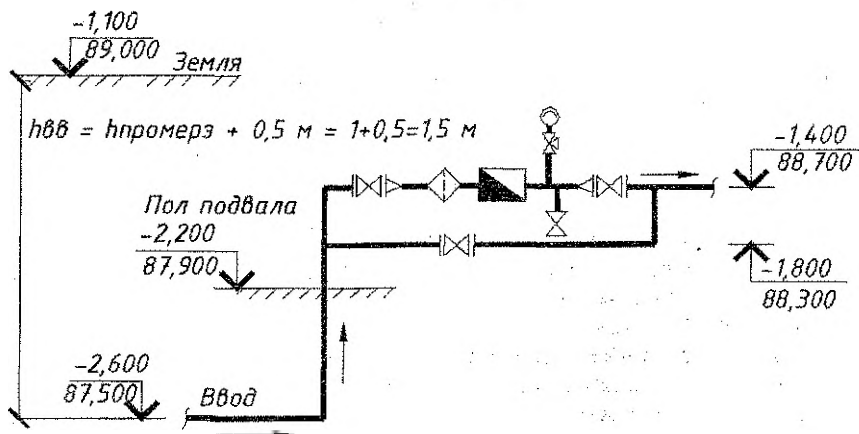 -1,100
89,000
Земля
hвв = hпромерз + 0,5 м = 1+0,5=1,5 м
-1,400
88,700
Пол подвала
-2,200
87,900
-1,800
88,300
-2,600
87,500
Ввод